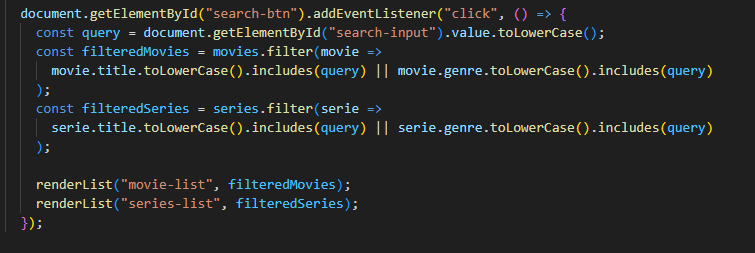 document.getElementById("search-btn").addEventListener("click", () => {
  const query = document.getElementById("search-input").value.toLowerCase();
  const filteredMovies = movies.filter(movie =>
    movie.title.toLowerCase().includes(query) || movie.genre.toLowerCase().includes(query)
  );
  const filteredSeries = series.filter(serie =>
    serie.title.toLowerCase().includes(query) || serie.genre.toLowerCase().includes(query)
  );

  renderList("movie-list", filteredMovies);
  renderList("series-list", filteredSeries);
});